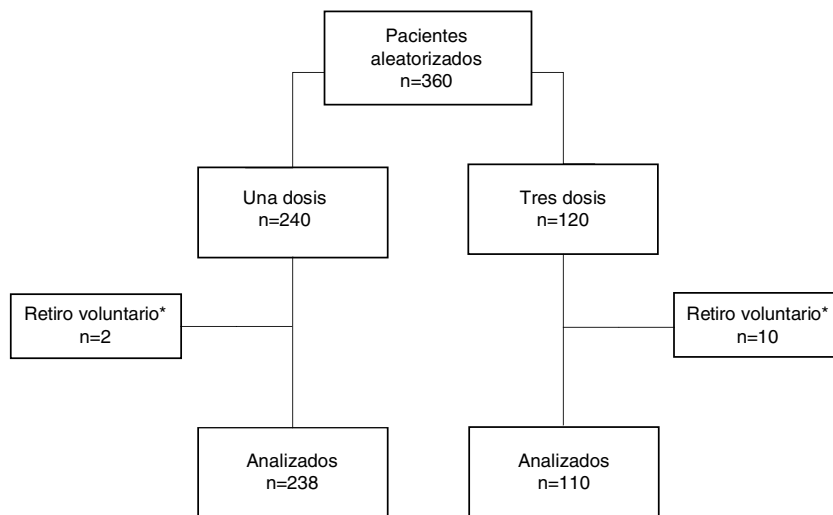 Pacientes
aleatorizados
n=360
Una dosis
n=240
Tres dosis
n=120
Retiro voluntario*
n=2
Retiro voluntario*
n=10
Analizados
n=238
Analizados
n=110